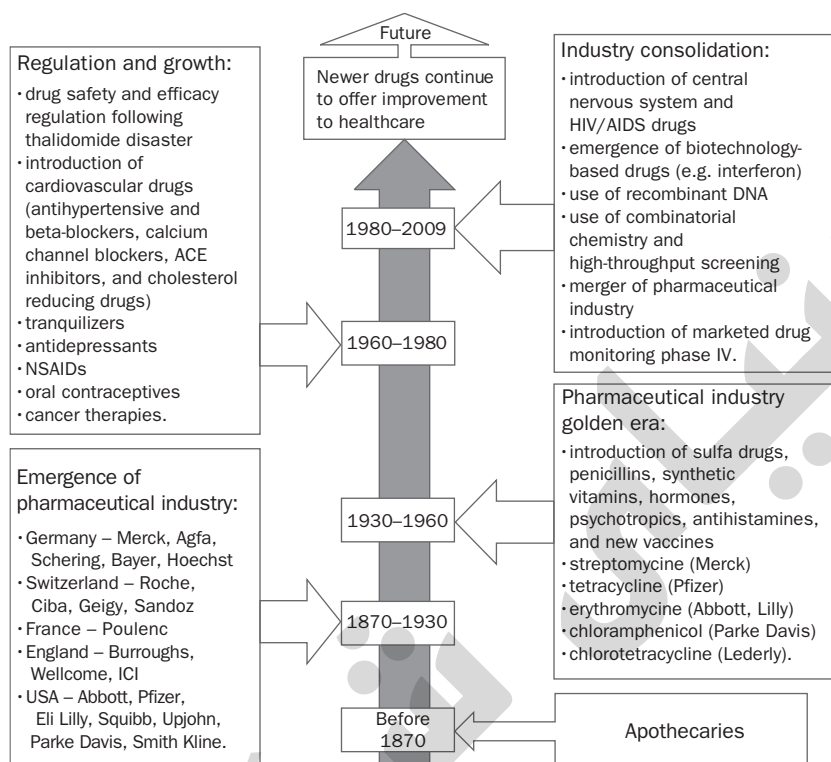 Future
Newer drugs continue
to offer improvement
to healthcare
Regulation and growth:
· drug safety and efficacy
regulation following
thalidomide disaster
· introduction of
cardiovascular drugs
(antihypertensive and
beta-blockers, calcium
channel blockers, ACE
inhibitors, and cholesterol
reducing drugs)
· tranquilizers
· antidepressants
· NSAIDs
· oral contraceptives
· cancer therapies.
Industry consolidation:
· introduction of central
nervous system and
HIV/AIDS drugs
· emergence of biotechnology-
based drugs (e.g. interferon)
· use of recombinant DNA
· use of combinatorial
chemistry and
high-throughput screening
· merger of pharmaceutical
industry
· introduction of marketed drug
monitoring phase IV.
1980–2009
1960–1980
Emergence of
pharmaceutical industry:
· Germany – Merck, Agfa,
Schering, Bayer, Hoechst
· Switzerland – Roche,
Ciba, Geigy, Sandoz
· France – Poulenc
· England – Burroughs,
Wellcome, ICI
· USA – Abbott, Pfizer,
Eli Lilly, Squibb, Upjohn,
Parke Davis, Smith Kline.
Pharmaceutical industry
golden era:
· introduction of sulfa drugs,
penicillins, synthetic
vitamins, hormones,
psychotropics, antihistamines,
and new vaccines
· streptomycine (Merck)
· tetracycline (Pfizer)
· erythromycine (Abbott, Lilly)
· chloramphenicol (Parke Davis)
· chlorotetracycline (Lederly).
1930–1960
1870–1930
Before
1870
Apothecaries